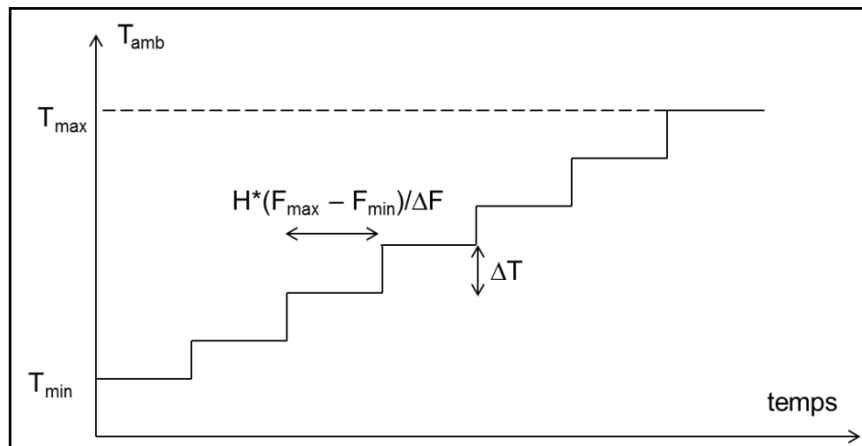 T_amb
T_max
H*(F_max – F_min)/ΔF
ΔT
T_min
temps